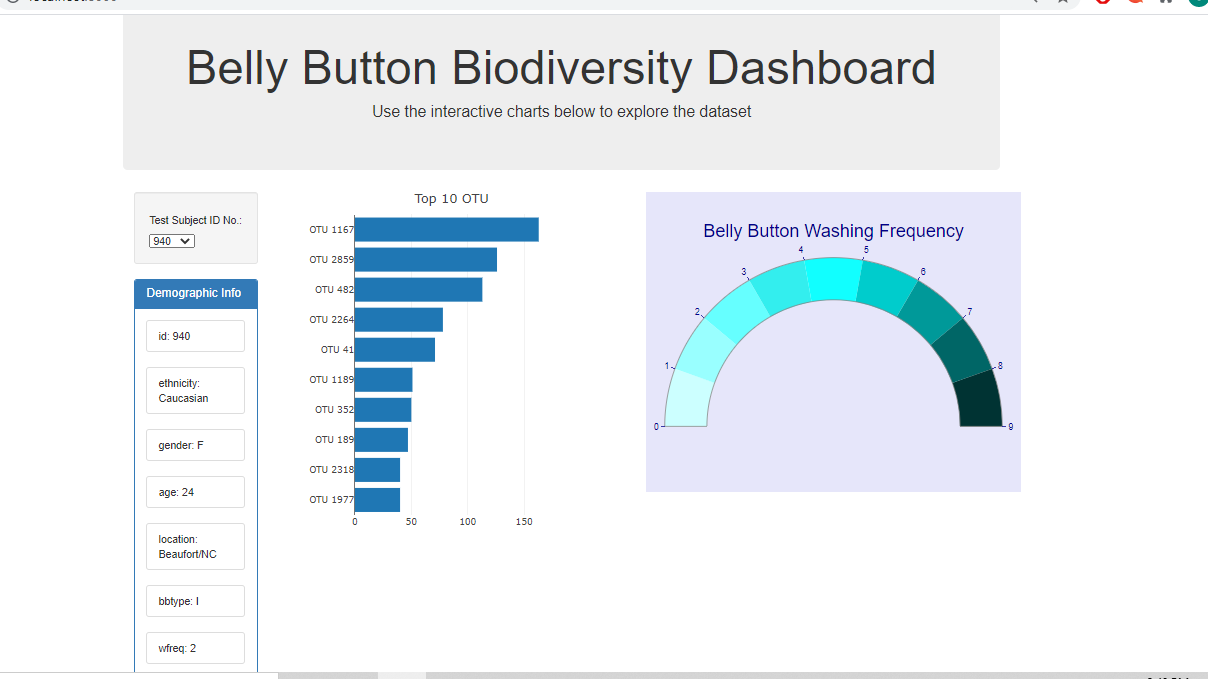 Belly Button Biodiversity Dashboard
Use the interactive charts below to explore the dataset
Test Subject ID No.:
940
Demographic Info
id: 940
ethnicity:
Caucasian
gender: F
age: 24
location:
Beaufort/NC
bbtype: I
wfreq: 2
Top 10 OTU
OTU 1167
OTU 2859
OTU 482
OTU 2264
OTU 41
OTU 1189
OTU 352
OTU 189
OTU 2318
OTU 1977
0 50 100 150
Belly Button Washing Frequency
0
1
2
3
4
5
6
7
8
9